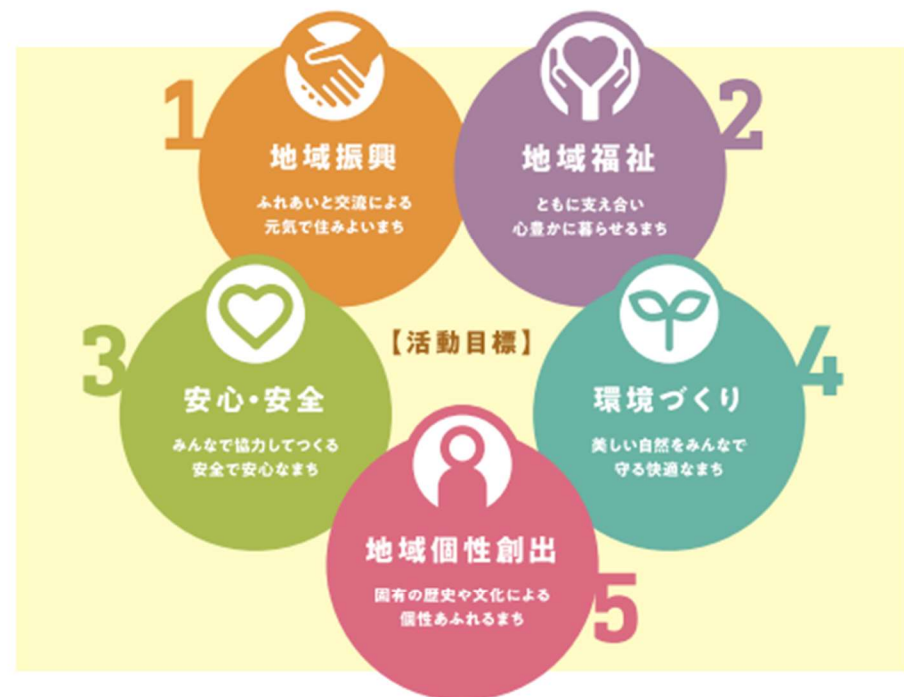 1
地域振興
ふれあいと交流による
元気で住みよいまち
2
地域福祉
ともに支え合い
心豊かに暮らせるまち
【活動目標】
3
安心・安全
みんなで協力してつくる
安全で安心なまち
4
環境づくり
美しい自然をみんなで
守る快適なまち
5
地域個性創出
固有の歴史や文化による
個性あふれるまち